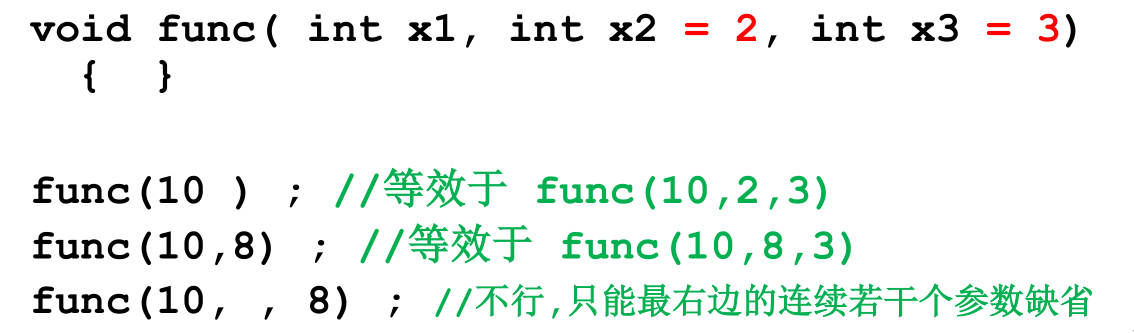 void func( int x1, int x2 = 2, int x3 = 3)
{ }
func(10 ) ; //等效于 func(10,2,3)
func(10,8) ; //等效于 func(10,8,3)
func(10, , 8) ; //不行,只能最右边的连续若干个参数缺省